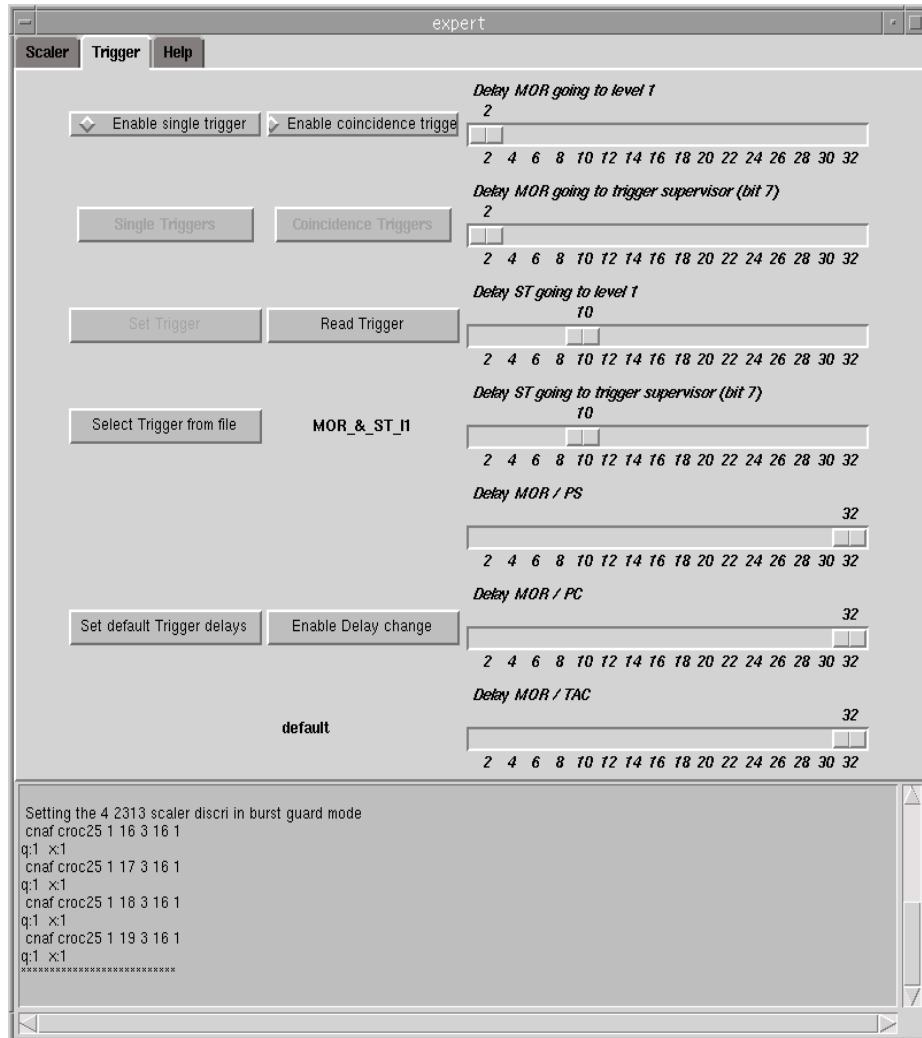 expert
Scaler Trigger Help
Delay MOR going to level 1
2
Enable single trigger Enable coincidence trigge
2 4 6 8 10 12 14 16 18 20 22 24 26 28 30 32
Delay MOR going to trigger supervisor (bit 7)
2
Single Triggers Coincidence Triggers
2 4 6 8 10 12 14 16 18 20 22 24 26 28 30 32
Delay ST going to level 1
10
Set Trigger Read Trigger
2 4 6 8 10 12 14 16 18 20 22 24 26 28 30 32
Delay ST going to trigger supervisor (bit 7)
10
Select Trigger from file MOR_&_ST_l1
2 4 6 8 10 12 14 16 18 20 22 24 26 28 30 32
Delay MOR / PS
32
2 4 6 8 10 12 14 16 18 20 22 24 26 28 30 32
Delay MOR / PC
32
Set default Trigger delays Enable Delay change
2 4 6 8 10 12 14 16 18 20 22 24 26 28 30 32
Delay MOR / TAC
32
default
2 4 6 8 10 12 14 16 18 20 22 24 26 28 30 32
Setting the 4 2313 scaler discri in burst guard mode
cnaf croc25 1 16 3 16 1
q:1 x:1
cnaf croc25 1 17 3 16 1
q:1 x:1
cnaf croc25 1 18 3 16 1
q:1 x:1
cnaf croc25 1 19 3 16 1
q:1 x:1
***************************